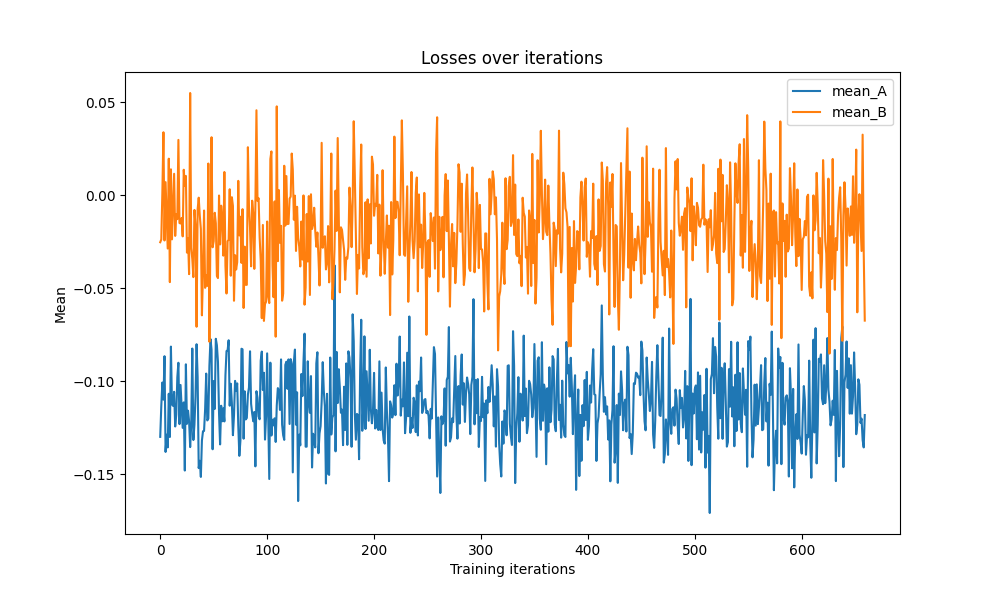 Losses over iterations
mean_A
mean_B
Mean
0.05
0.00
−0.05
−0.10
−0.15
0 100 200 300 400 500 600
Training iterations